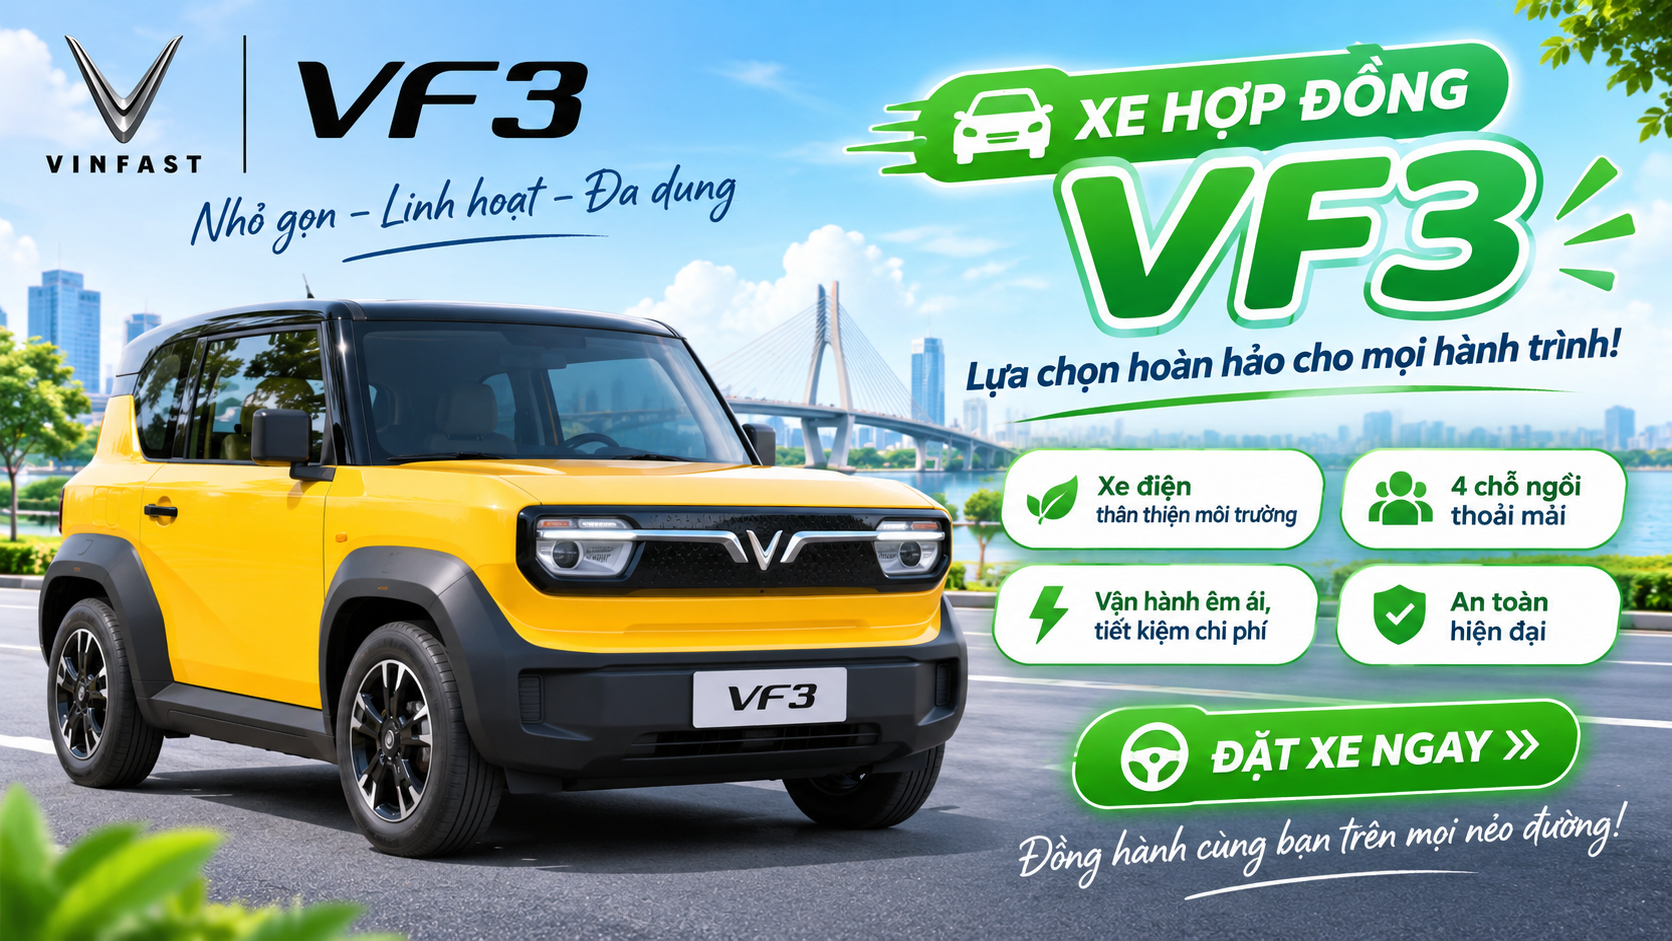 VINFAST
VF3
Nhỏ gọn – Linh hoạt – Đa dung
XE HỢP ĐỒNG
VF3
Lựa chọn hoàn hảo cho mọi hành trình!
Xe điện
thân thiện môi trường
4 chỗ ngồi
thoải mải
Vận hành êm ái,
tiết kiệm chi phí
An toàn
hiện đại
VF3
ĐẶT XE NGAY »
Đồng hành cùng bạn trên mọi nẻo đường!